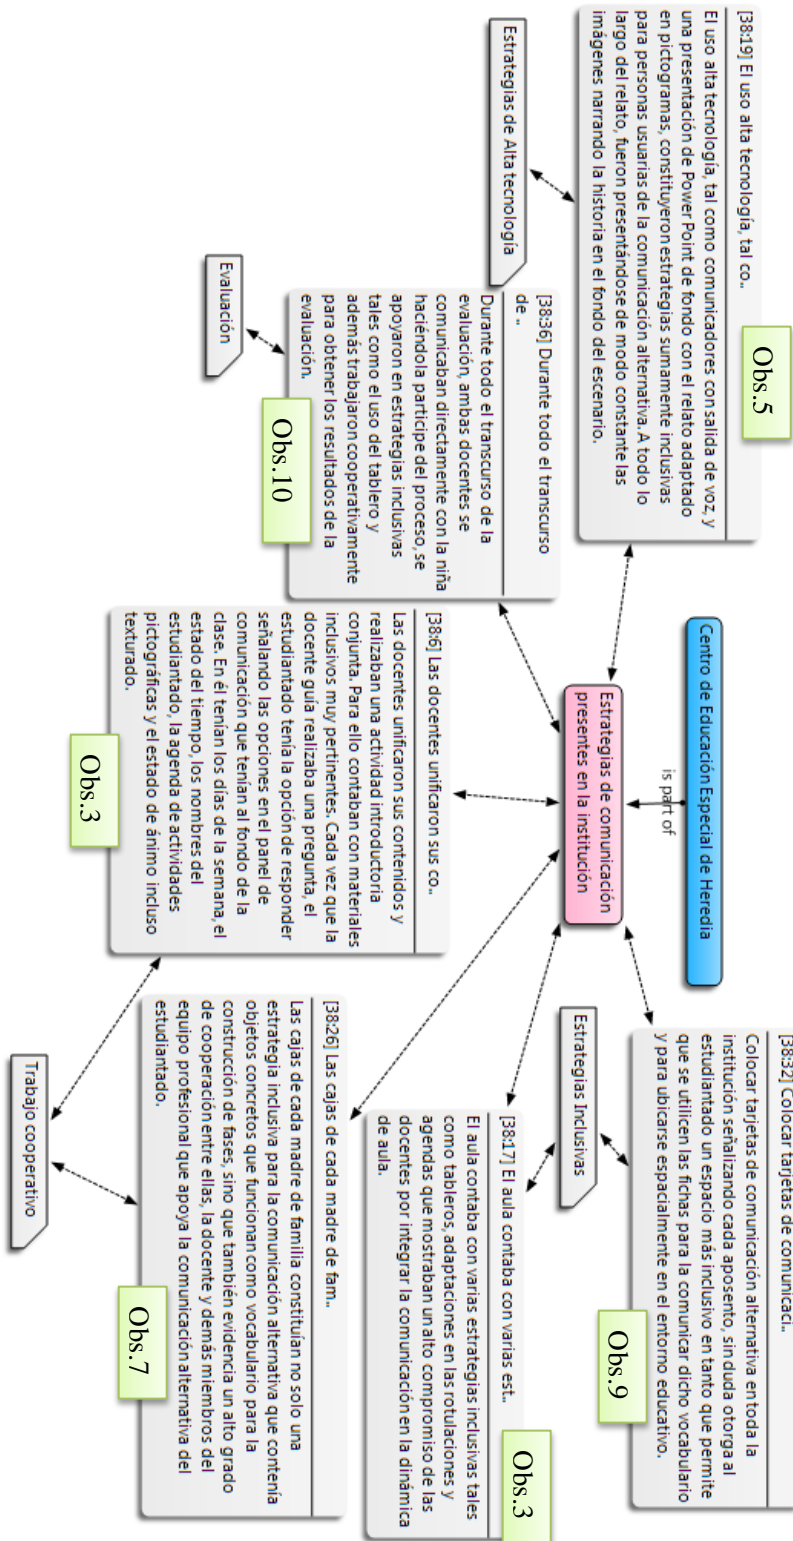 Centro de Educación Especial de Heredia
is part of
Estrategias de comunicación
presentes en la institución
[38:19] El uso alta tecnología, tal co..
El uso alta tecnología, tal como comunicadores con salida de voz, y
una presentación de Power Point de fondo con el relato adaptado
en pictogramas, constituyeron estrategias sumamente inclusivas
para personas usuarias de la comunicación alternativa. A todo lo
largo del relato, fueron presentándose de modo constante las
imágenes narrando la historia en el fondo del escenario.
Obs.5
Estrategias de Alta tecnología
[38:36] Durante todo el transcurso
de ..
Durante todo el transcurso de la
evaluación, ambas docentes se
comunicaban directamente con la niña
haciéndola participe del proceso, se
apoyaron en estrategias inclusivas
tales como el uso del tablero y
además trabajaron cooperativamente
para obtener los resultados de la
evaluación.
Obs.10
Evaluación
[38:6] Las docentes unificaron sus co..
Las docentes unificaron sus contenidos y
realizaban una actividad introductoria
conjunta. Para ello contaban con materiales
inclusivos muy pertinentes. Cada vez que la
docente guía realizaba una pregunta, el
estudiantado tenía la opción de responder
señalando las opciones en el panel de
comunicación que tenían al fondo de la
clase. En él tenían los días de la semana, el
estado del tiempo, los nombres del
estudiantado, la agenda de actividades
pictográficas y el estado de ánimo incluso
texturado.
Obs.3
[38:32] Colocar tarjetas de comunicaci..
Colocar tarjetas de comunicación alternativa en toda la
institución señalizando cada aposento, sin duda otorga al
estudiantado un espacio más inclusivo en tanto que permite
que se utilicen las fichas para la comunicar dicho vocabulario
y para ubicarse espacialmente en el entorno educativo.
Obs.9
Estrategias Inclusivas
[38:17] El aula contaba con varias est..
El aula contaba con varias estrategias inclusivas tales
como tableros, adaptaciones en las rotulaciones y
agendas que mostraban un alto compromiso de las
docentes por integrar la comunicación en la dinámica
de aula.
Obs.3
[38:26] Las cajas de cada madre de fam..
Las cajas de cada madre de familia constituían no solo una
estrategia inclusiva para la comunicación alternativa que contenía
objetos concretos que funcionan como vocabulario para la
construcción de fases, sino que también evidencia un alto grado
de cooperación entre ellas, la docente y demás miembros del
equipo profesional que apoya la comunicación alternativa del
estudiantado.
Obs.7
Trabajo cooperativo